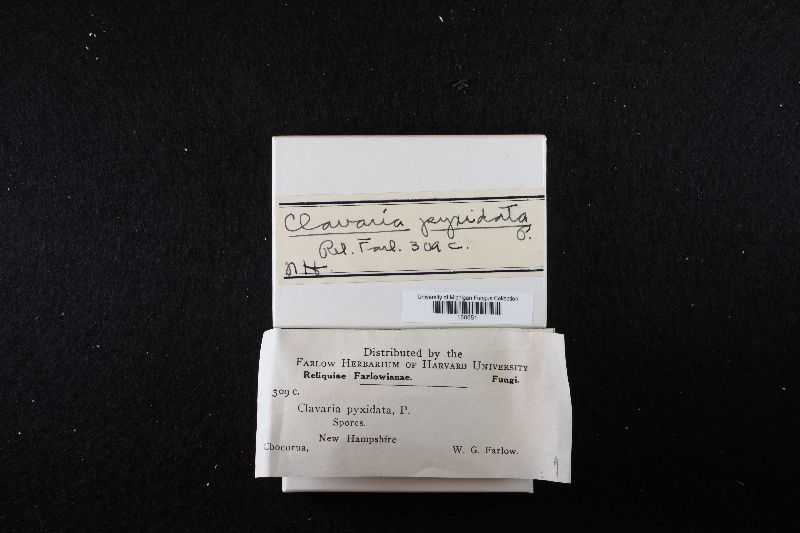 Clavaria pyxidata
P.
Rel. Farl. 309 c.
NH.
University of Michigan Fungus Collection
Distributed by the
FARLOW HERBARIUM OF HARVARD UNIVERSITY
Reliquiae Farlowianae. Fungi.
309 c.
Clavaria pyxidata, P.
Spores.
New Hampshire
Chocorua, W. G. Farlow.